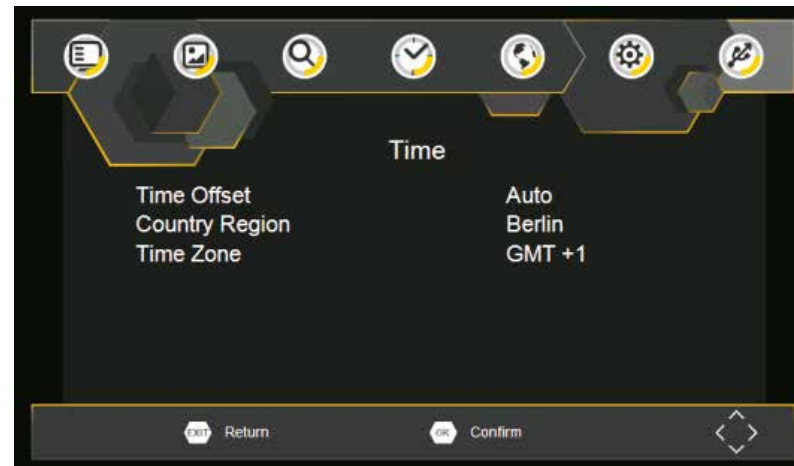 Time
Time Offset Auto
Country Region Berlin
Time Zone GMT +1
EXIT Return OK Confirm